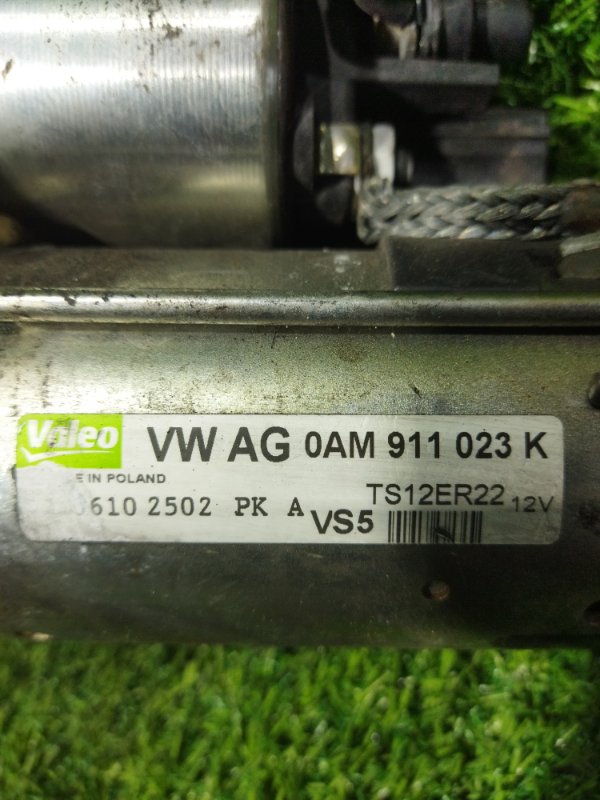 Valeo VW AG 0AM 911 023 K
IN POLAND
0610 2502 PK A VS5 TS12ER22 12V